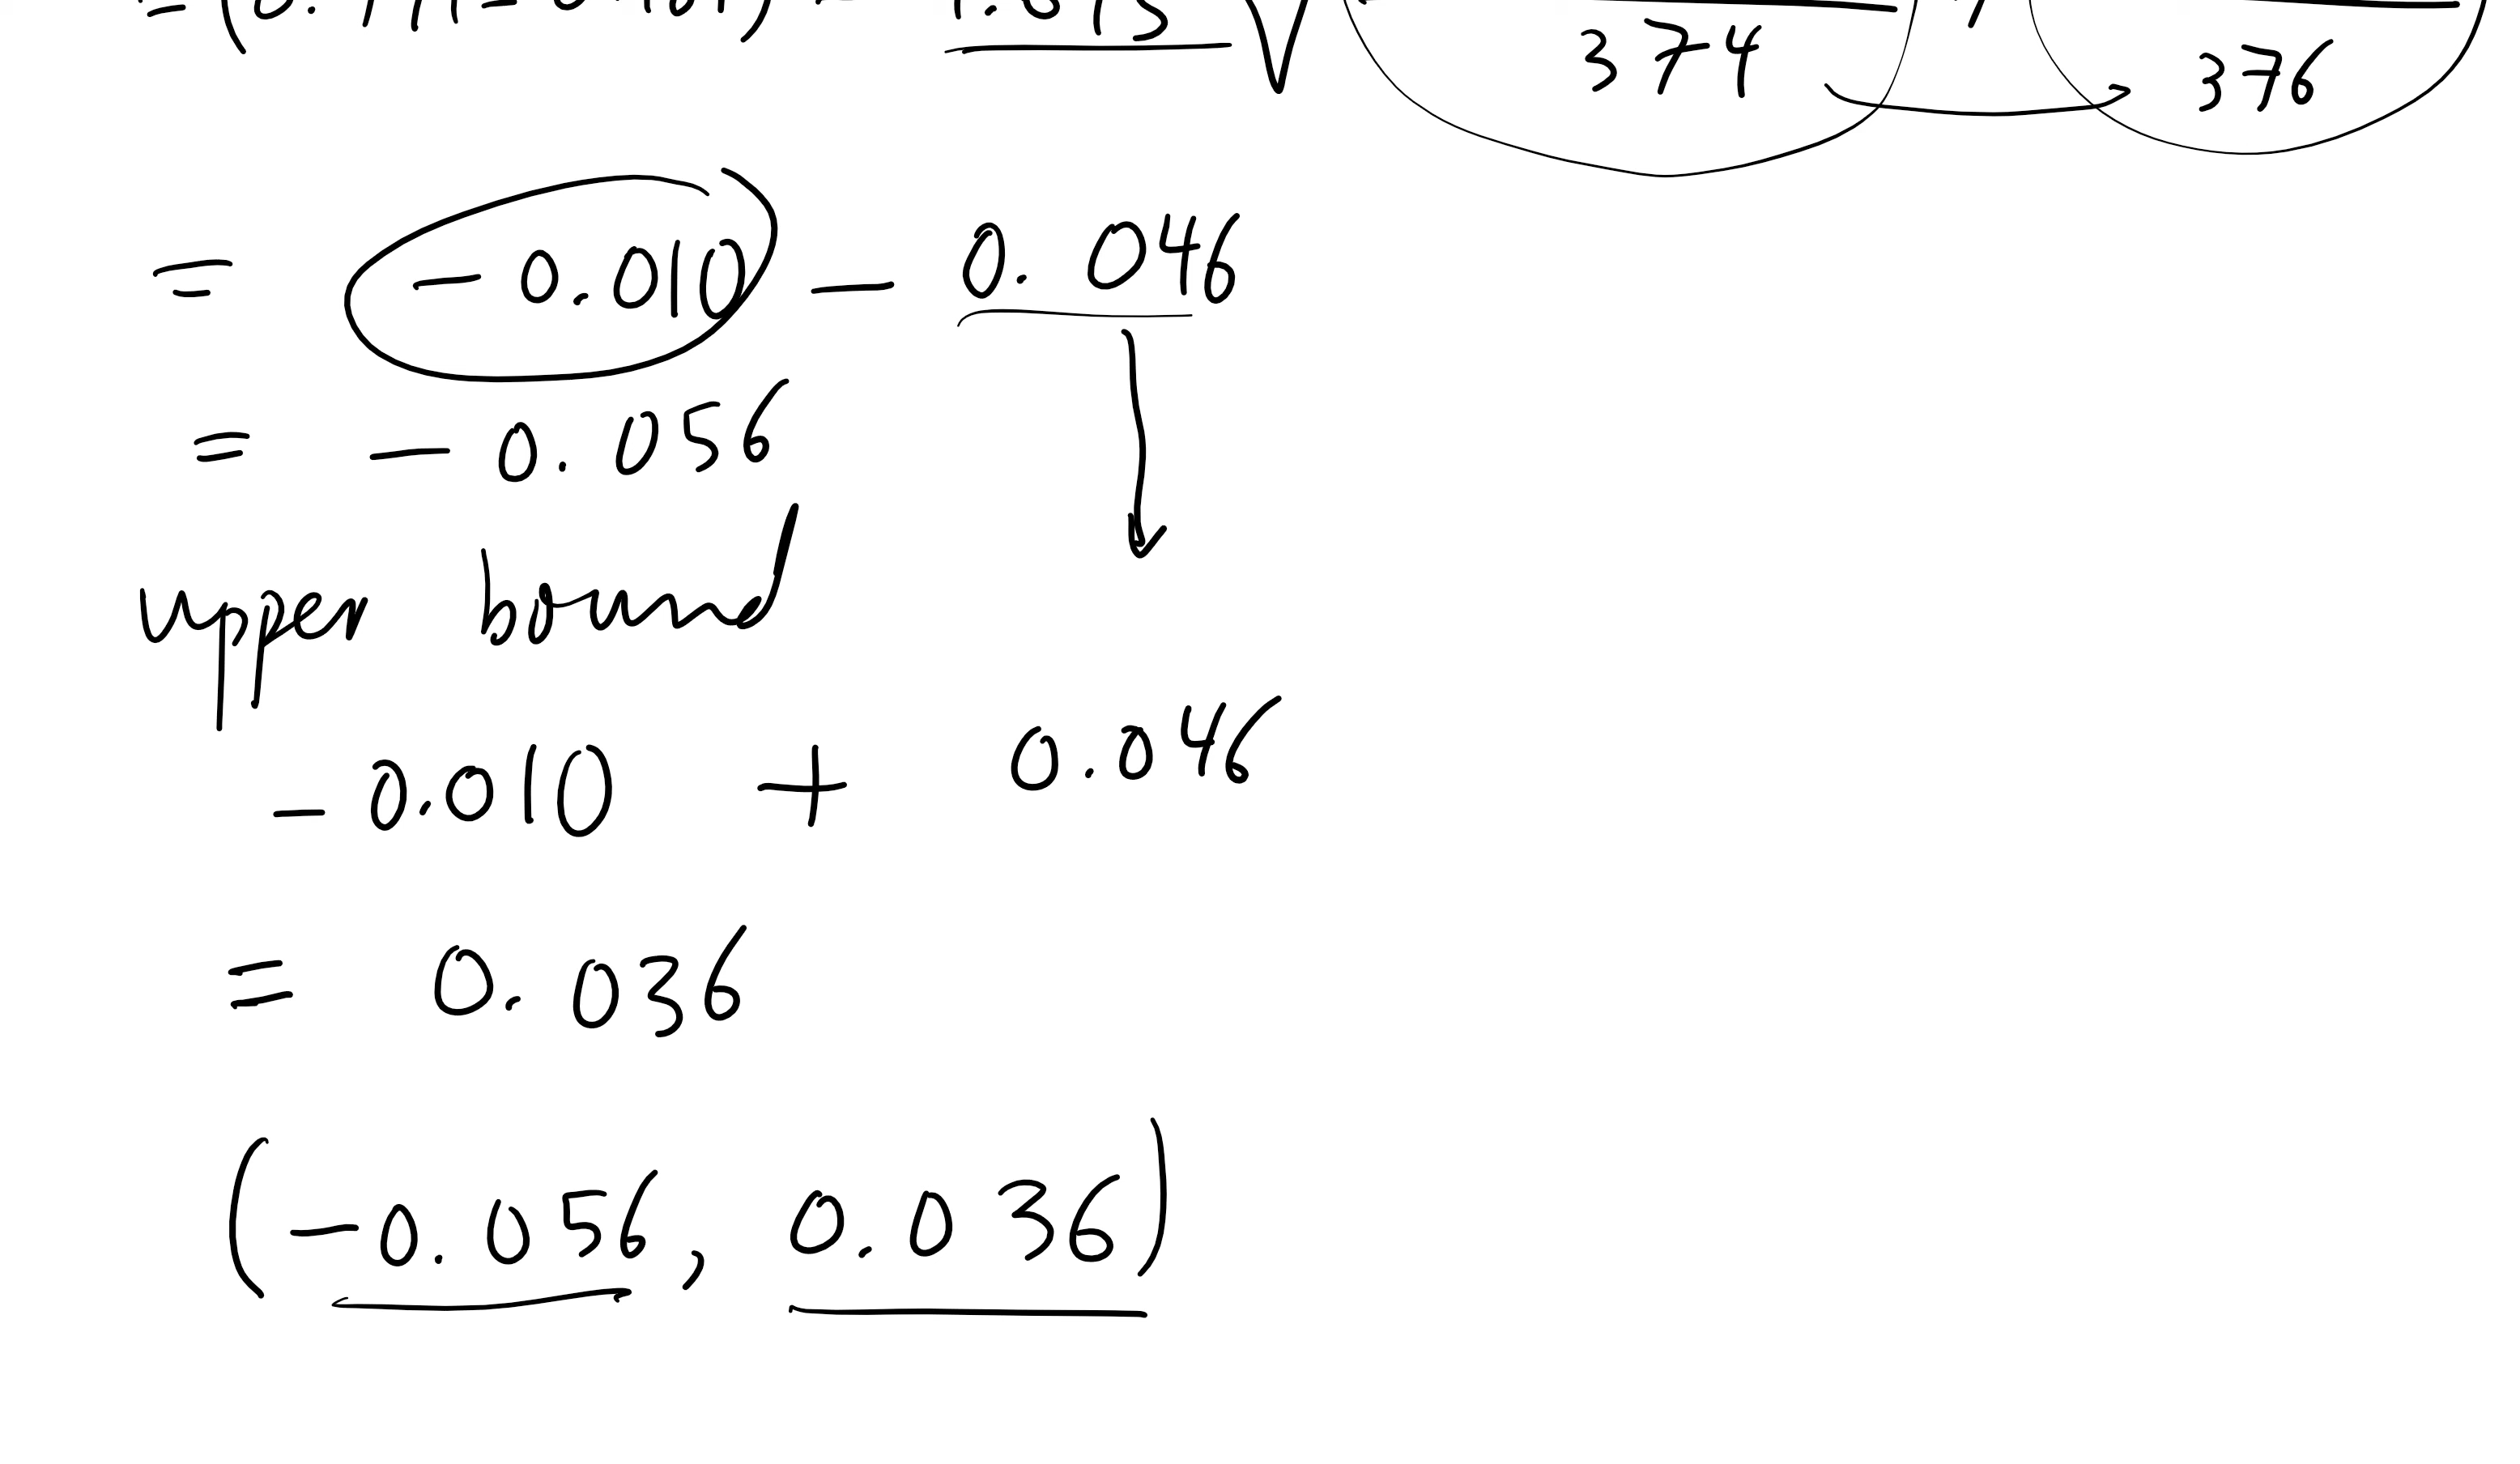 374 376
= -0.010 - 0.046
= -0.056
upper bound
-0.010 + 0.046
= 0.036
(-0.056, 0.036)